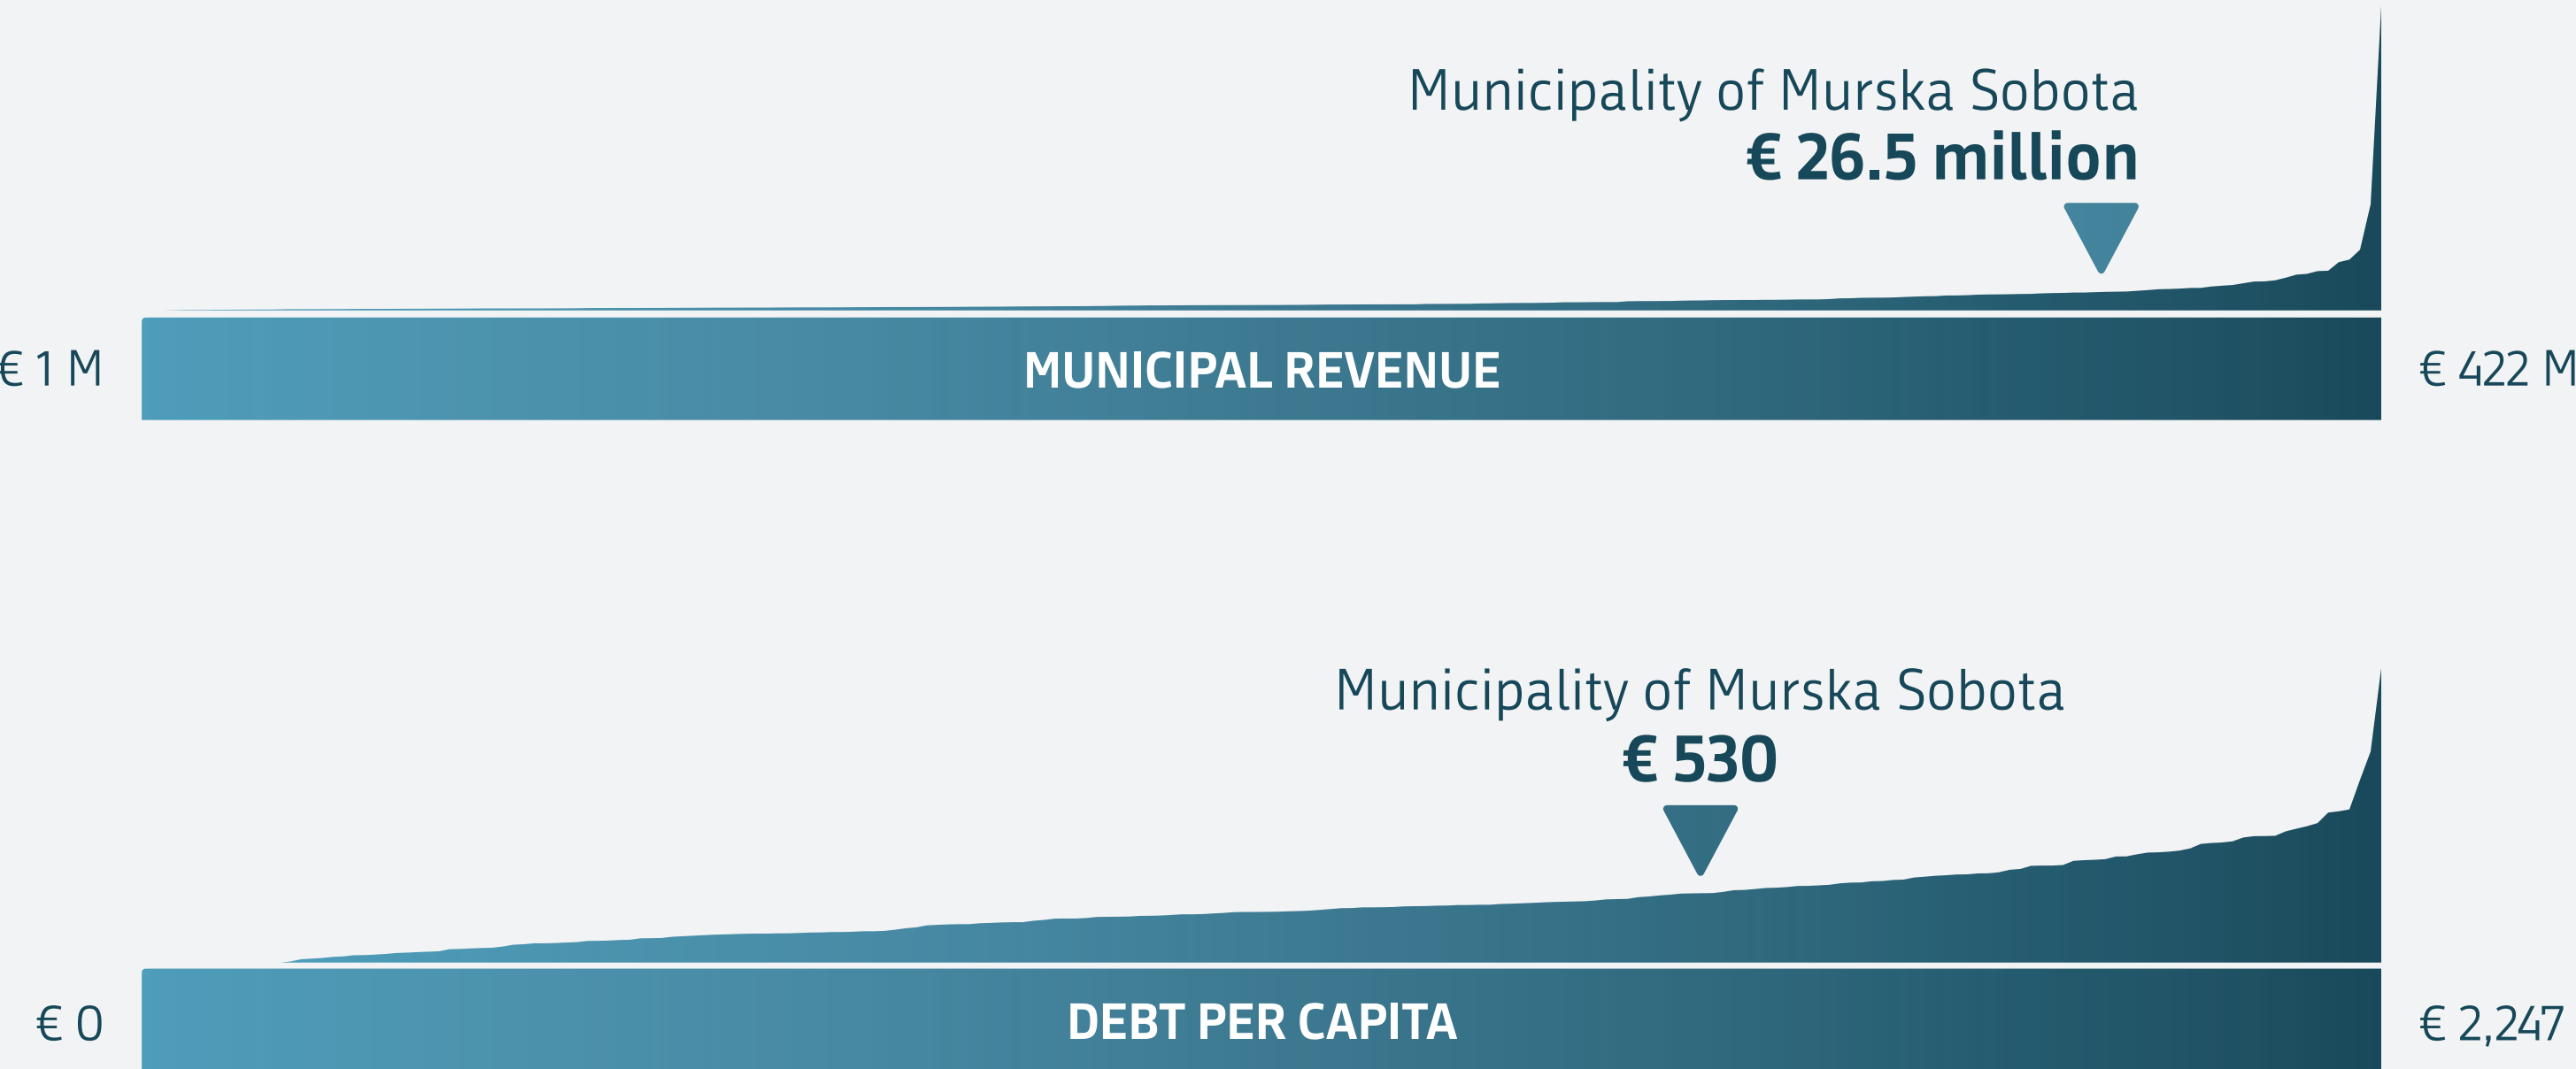 Municipality of Murska Sobota
€ 26.5 million
€ 1 M
MUNICIPAL REVENUE
€ 422 M
Municipality of Murska Sobota
€ 530
€ 0
DEBT PER CAPITA
€ 2,247